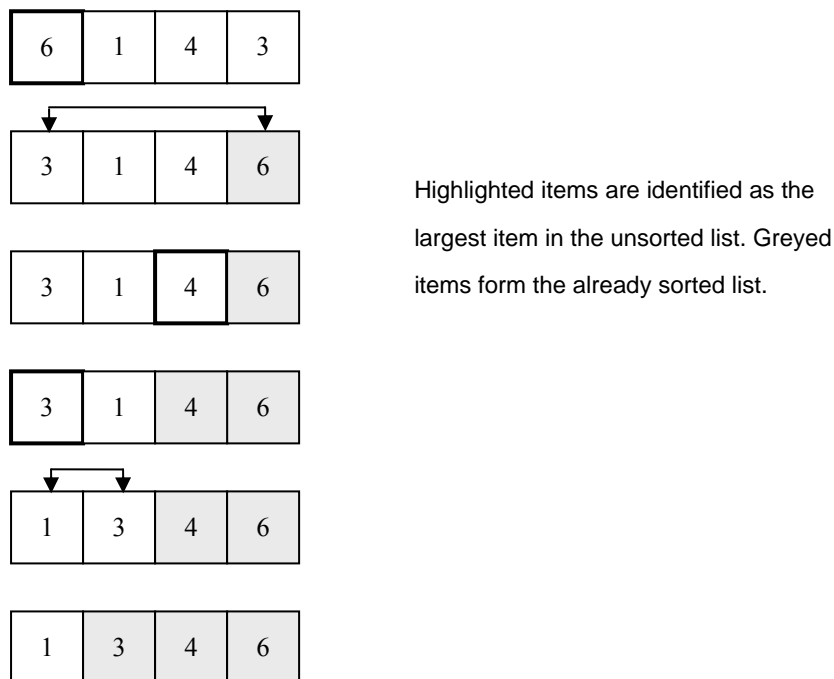 6 1 4 3
3 1 4 6
Highlighted items are identified as the
largest item in the unsorted list. Greyed
items form the already sorted list.
3 1 4 6
3 1 4 6
1 3 4 6
1 3 4 6